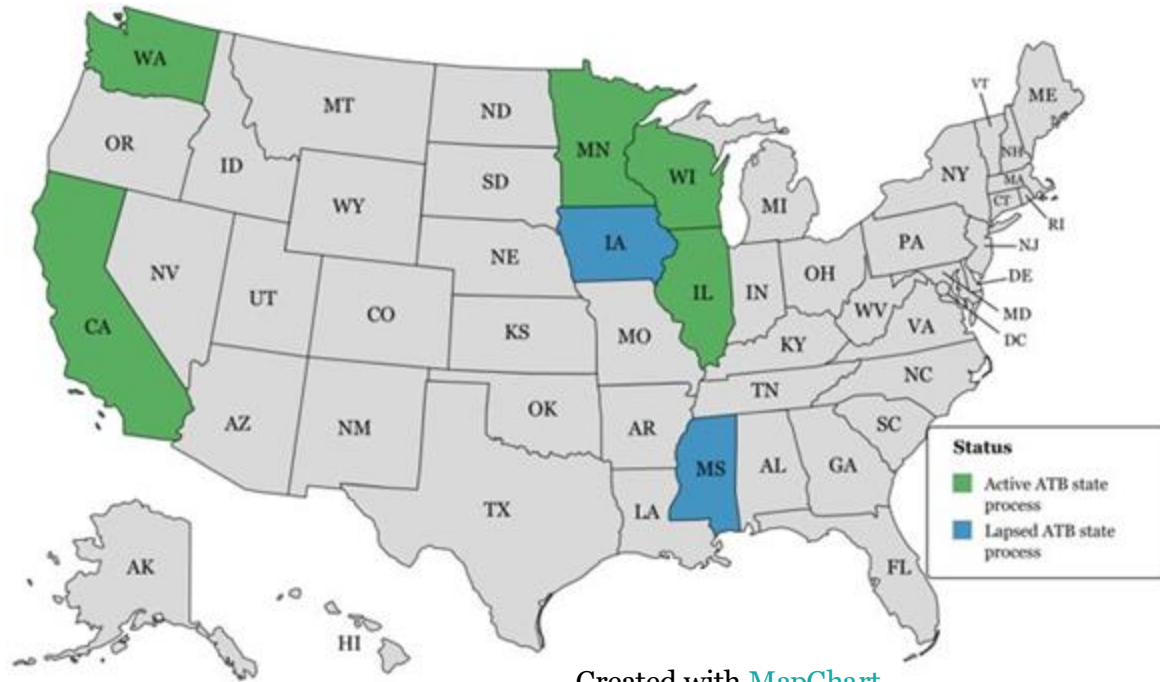 WA
MT
ND
MN
OR
ID
SD
WI
WY
MI
VT
ME
NH
NY
MA
CT
RI
IA
NE
PA
NJ
NV
UT
CO
IL
IN
OH
DE
WV
MD
CA
KS
MO
KY
VA
DC
AZ
NM
OK
AR
TN
NC
SC
MS
AL
GA
TX
LA
FL
AK
HI
Status
Active ATB state
process
Lapsed ATB state
process
Created with MapChart